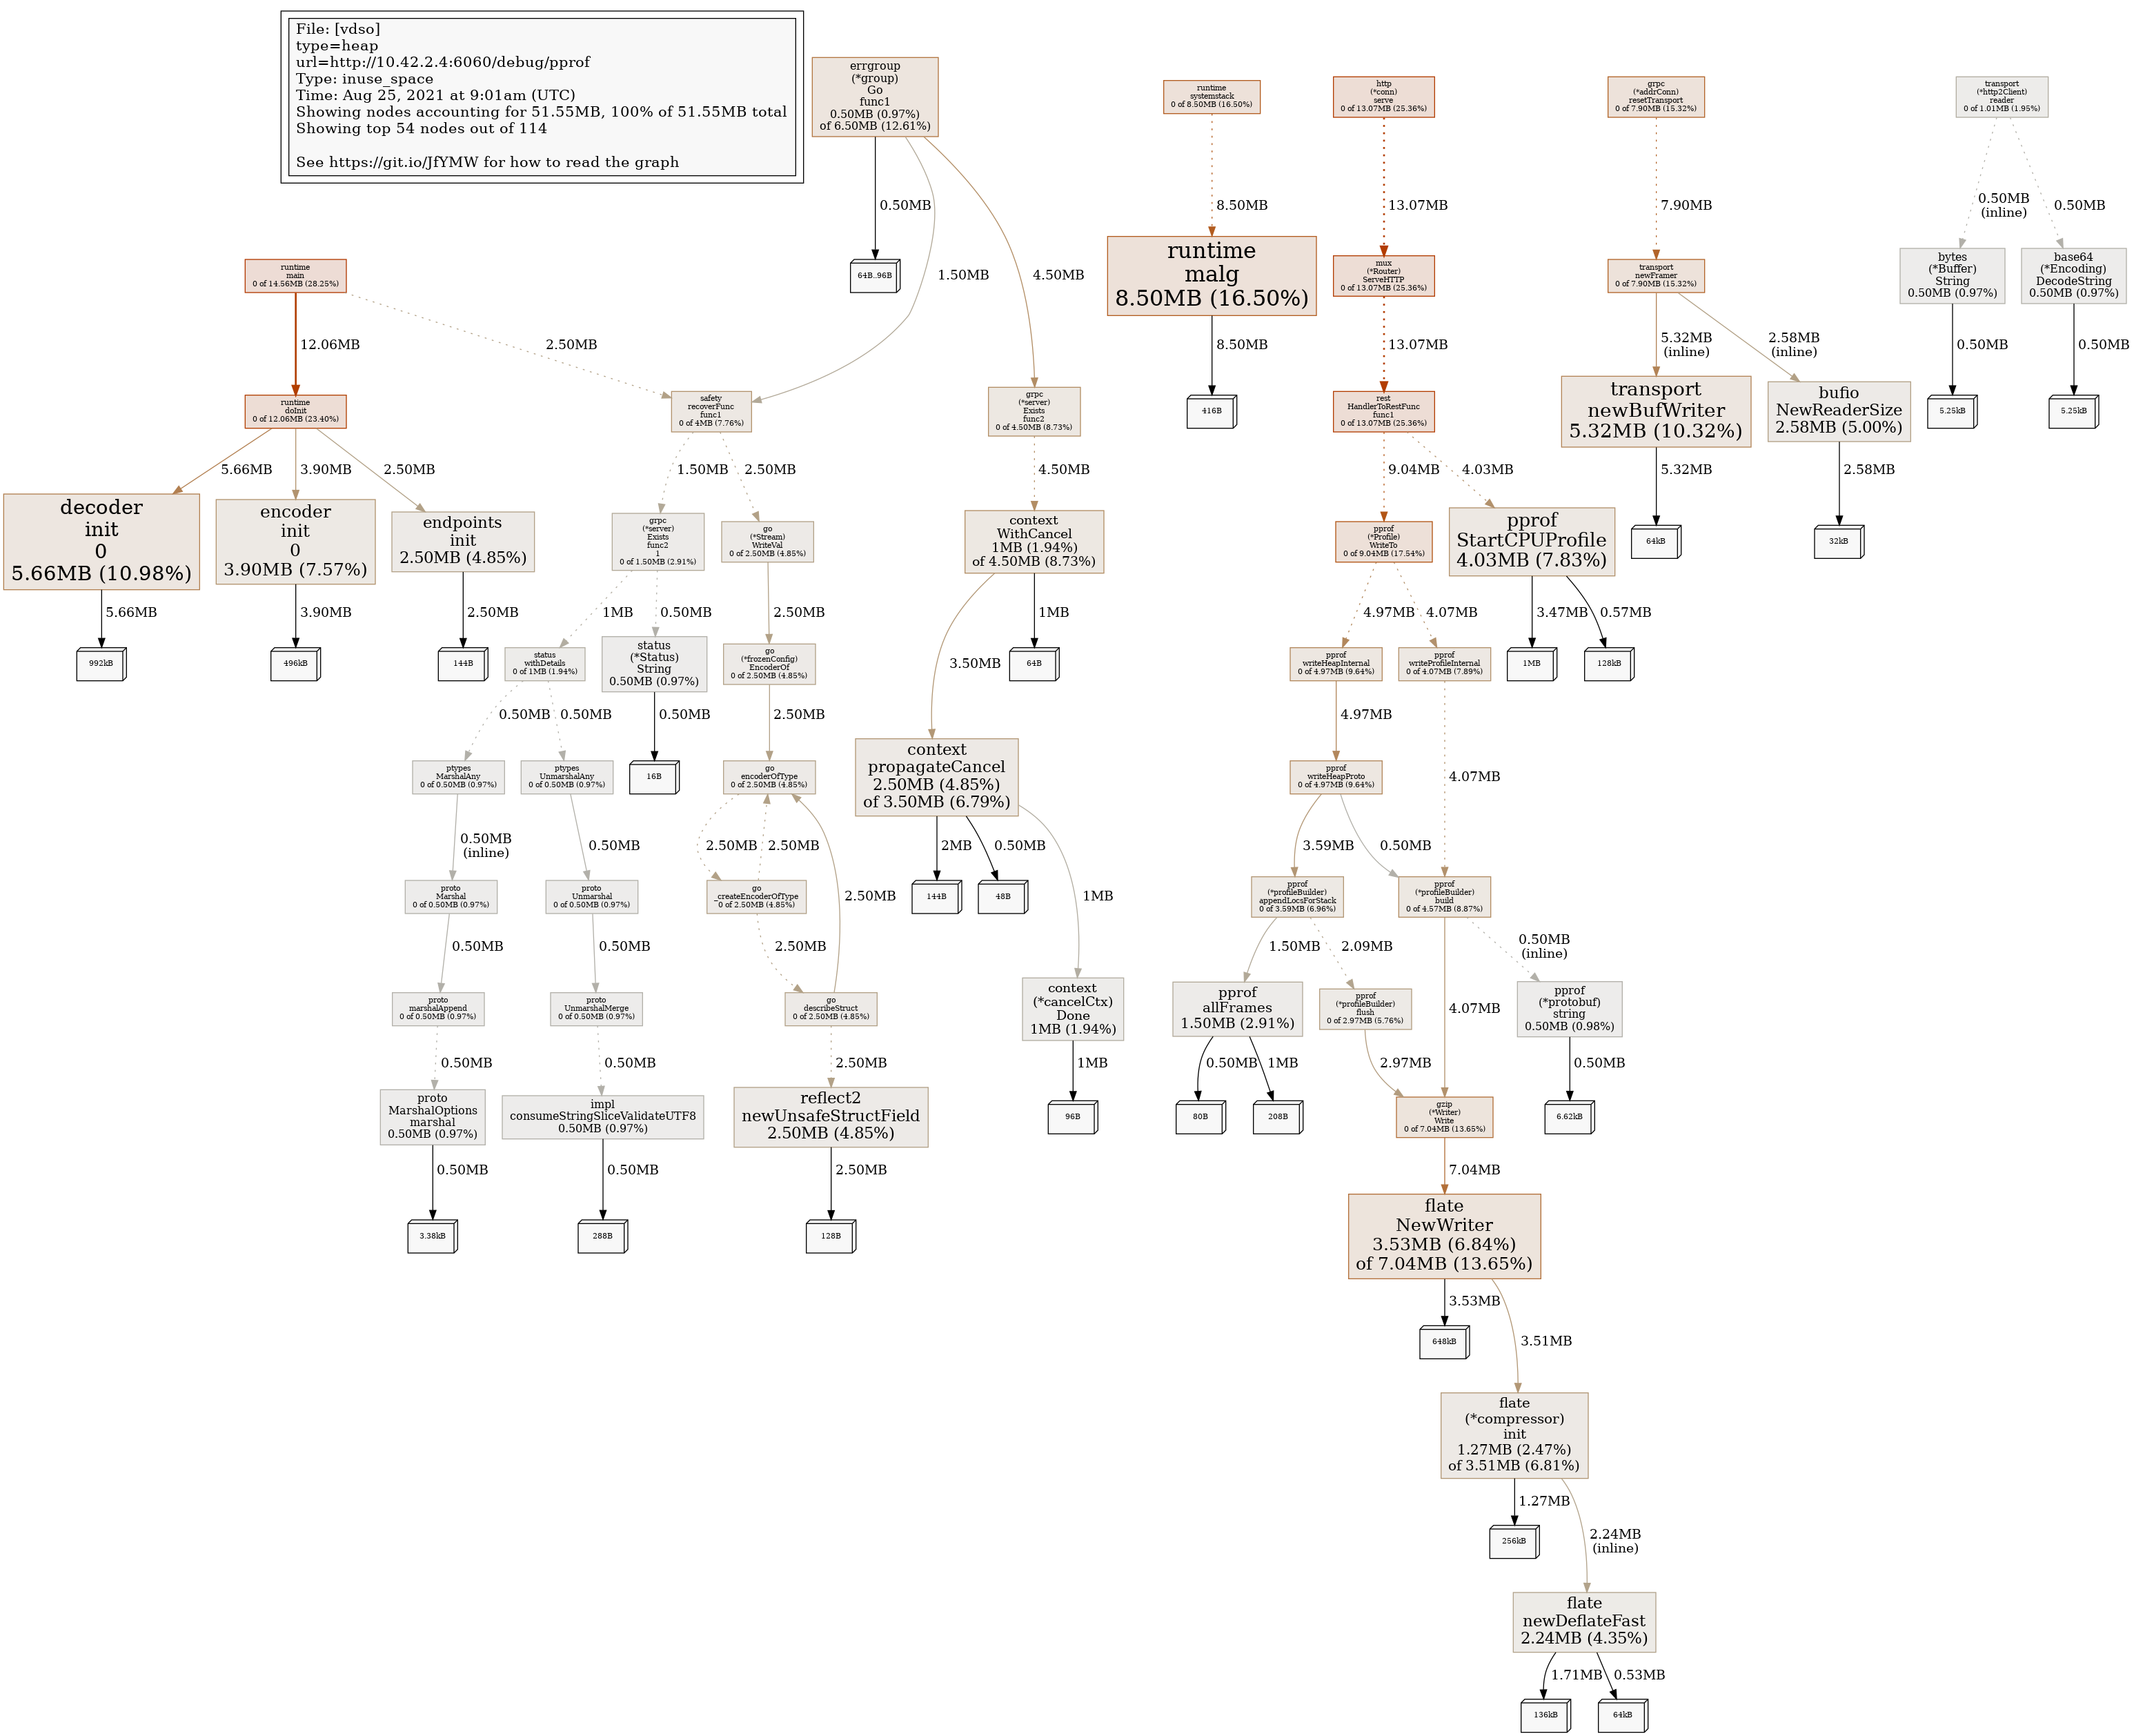 File: [vdso]
type=heap
url=http://10.42.2.4:6060/debug/pprof
Type: inuse_space
Time: Aug 25, 2021 at 9:01am (UTC)
Showing nodes accounting for 51.55MB, 100% of 51.55MB total
Showing top 54 nodes out of 114
See https://git.io/JfYMW for how to read the graph
errgroup
(*group)
Go
func1
0.50MB (0.97%)
of 6.50MB (12.61%)
runtime
systemstack
0 of 8.50MB (16.50%)
http
(*conn)
serve
0 of 13.07MB (25.36%)
grpc
(*addrConn)
resetTransport
0 of 7.90MB (15.32%)
transport
(*http2Client)
reader
0 of 1.01MB (1.95%)
0.50MB
1.50MB
4.50MB
8.50MB
13.07MB
7.90MB
0.50MB
(inline)
0.50MB
runtime
main
0 of 14.56MB (28.25%)
64B..96B
runtime
malg
8.50MB (16.50%)
mux
(*Router)
ServeHTTP
0 of 13.07MB (25.36%)
transport
newFramer
0 of 7.90MB (15.32%)
bytes
(*Buffer)
String
0.50MB (0.97%)
base64
(*Encoding)
DecodeString
0.50MB (0.97%)
12.06MB
2.50MB
8.50MB
13.07MB
5.32MB
(inline)
2.58MB
(inline)
0.50MB
0.50MB
runtime
doInit
0 of 12.06MB (23.40%)
safety
recoverFunc
func1
0 of 4MB (7.76%)
grpc
(*server)
Exists
func2
0 of 4.50MB (8.73%)
416B
rest
HandlerToRestFunc
func1
0 of 13.07MB (25.36%)
transport
newBufWriter
5.32MB (10.32%)
bufio
NewReaderSize
2.58MB (5.00%)
5.25kB
5.25kB
5.66MB
3.90MB
2.50MB
1.50MB
2.50MB
4.50MB
9.04MB
4.03MB
5.32MB
2.58MB
decoder
init
0
5.66MB (10.98%)
encoder
init
0
3.90MB (7.57%)
endpoints
init
2.50MB (4.85%)
grpc
(*server)
Exists
func2
1
0 of 1.50MB (2.91%)
go
(*Stream)
WriteVal
0 of 2.50MB (4.85%)
context
WithCancel
1MB (1.94%)
of 4.50MB (8.73%)
pprof
(*Profile)
WriteTo
0 of 9.04MB (17.54%)
pprof
StartCPUProfile
4.03MB (7.83%)
64kB
32kB
5.66MB
3.90MB
2.50MB
1MB
0.50MB
2.50MB
3.50MB
1MB
4.97MB
4.07MB
3.47MB
0.57MB
992kB
496kB
144B
status
withDetails
0 of 1MB (1.94%)
status
(*Status)
String
0.50MB (0.97%)
go
(*frozenConfig)
EncoderOf
0 of 2.50MB (4.85%)
64B
pprof
writeHeapInternal
0 of 4.97MB (9.64%)
pprof
writeProfileInternal
0 of 4.07MB (7.89%)
1MB
128kB
0.50MB
0.50MB
0.50MB
2.50MB
4.97MB
4.07MB
ptypes
MarshalAny
0 of 0.50MB (0.97%)
ptypes
UnmarshalAny
0 of 0.50MB (0.97%)
16B
go
encoderOfType
0 of 2.50MB (4.85%)
context
propagateCancel
2.50MB (4.85%)
of 3.50MB (6.79%)
pprof
writeHeapProto
0 of 4.97MB (9.64%)
0.50MB
(inline)
0.50MB
2.50MB
2.50MB
2.50MB
2MB
0.50MB
1MB
3.59MB
0.50MB
proto
Marshal
0 of 0.50MB (0.97%)
proto
Unmarshal
0 of 0.50MB (0.97%)
go
_createEncoderOfType
0 of 2.50MB (4.85%)
144B
48B
pprof
(*profileBuilder)
appendLocsForStack
0 of 3.59MB (6.96%)
pprof
(*profileBuilder)
build
0 of 4.57MB (8.87%)
0.50MB
0.50MB
2.50MB
1.50MB
2.09MB
4.07MB
0.50MB
(inline)
proto
marshalAppend
0 of 0.50MB (0.97%)
proto
UnmarshalMerge
0 of 0.50MB (0.97%)
go
describeStruct
0 of 2.50MB (4.85%)
context
(*cancelCtx)
Done
1MB (1.94%)
pprof
allFrames
1.50MB (2.91%)
pprof
(*profileBuilder)
flush
0 of 2.97MB (5.76%)
pprof
(*protobuf)
string
0.50MB (0.98%)
0.50MB
0.50MB
2.50MB
1MB
0.50MB
1MB
2.97MB
0.50MB
proto
MarshalOptions
marshal
0.50MB (0.97%)
impl
consumeStringSliceValidateUTF8
0.50MB (0.97%)
reflect2
newUnsafeStructField
2.50MB (4.85%)
96B
80B
208B
gzip
(*Writer)
Write
0 of 7.04MB (13.65%)
6.62kB
0.50MB
0.50MB
2.50MB
7.04MB
3.38kB
288B
128B
flate
NewWriter
3.53MB (6.84%)
of 7.04MB (13.65%)
3.53MB
3.51MB
648kB
flate
(*compressor)
init
1.27MB (2.47%)
of 3.51MB (6.81%)
1.27MB
2.24MB
(inline)
256kB
flate
newDeflateFast
2.24MB (4.35%)
1.71MB
0.53MB
136kB
64kB